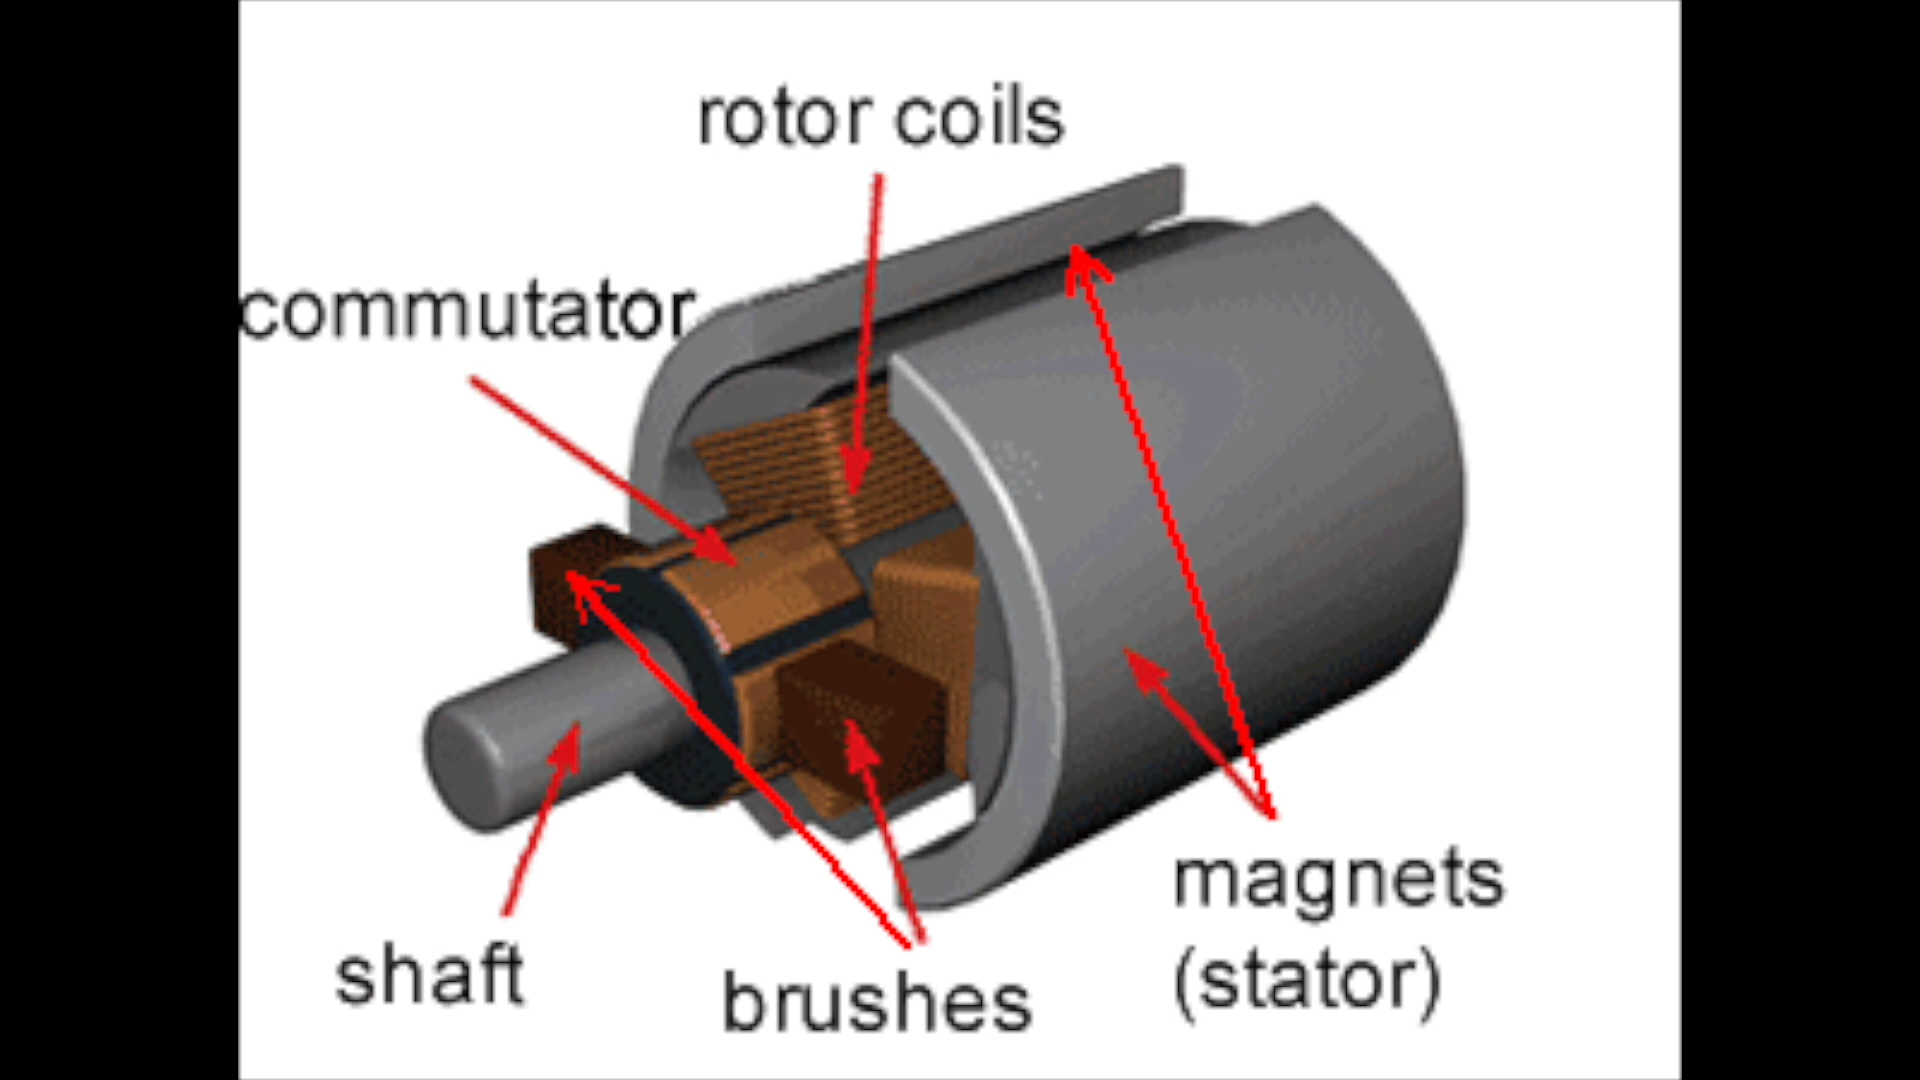 rotor coils
commutator
shaft
brushes
magnets
(stator)